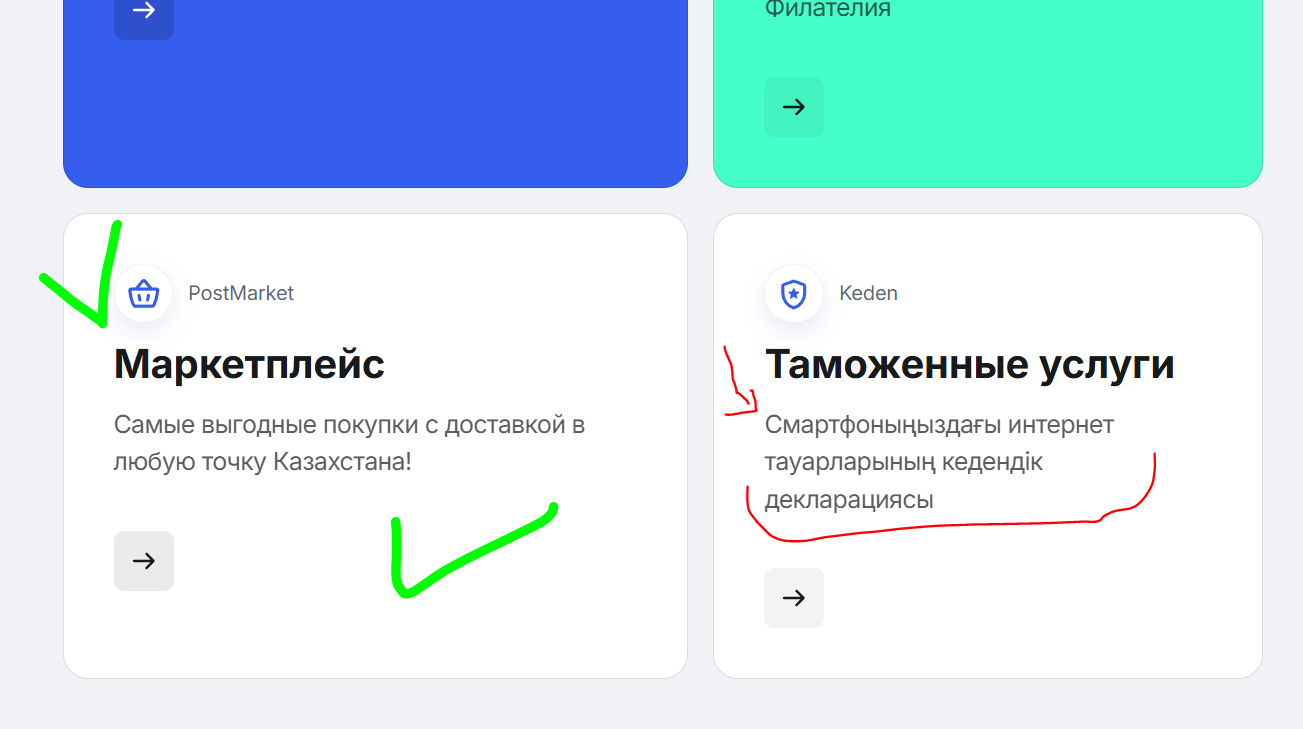 Филателия
PostMarket
Маркетплейс
Самые выгодные покупки с доставкой в
любую точку Казахстана!
Keden
Таможенные услуги
Смартфоныңыздағы интернет
тауарларының кедендік
декларациясы